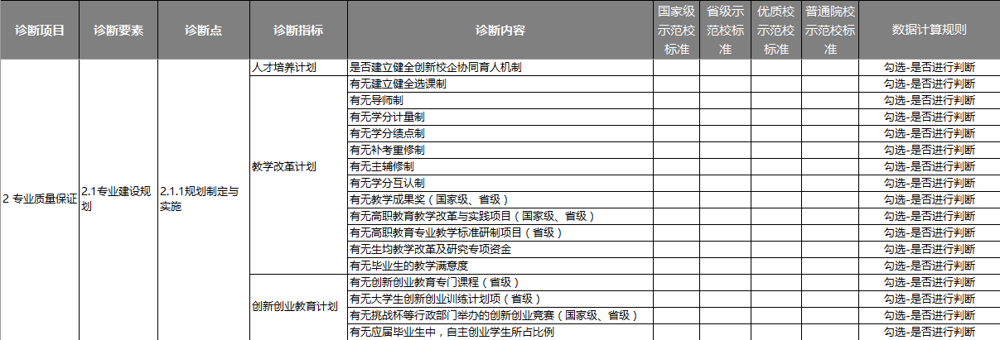 诊断项目 诊断要素 诊断点 诊断指标 诊断内容 国家级示范校标准 省级示范校标准 优质校示范校标准 普通院校示范校标准 数据计算规则
2 专业质量保证 2.1专业建设规划 2.1.1规划制定与实施
人才培养计划 是否建立健全创新校企协同育人机制 勾选-是否进行判断
教学改革计划 有无建立健全选课制 勾选-是否进行判断
有无导师制 勾选-是否进行判断
有无学分计量制 勾选-是否进行判断
有无学分绩点制 勾选-是否进行判断
有无补考重修制 勾选-是否进行判断
有无主辅修制 勾选-是否进行判断
有无学分互认制 勾选-是否进行判断
有无教学成果奖（国家级、省级） 勾选-是否进行判断
有无高职教育教学改革与实践项目（国家级、省级） 勾选-是否进行判断
有无高职教育专业教学标准研制项目（省级） 勾选-是否进行判断
有无生均教学改革及研究专项资金 勾选-是否进行判断
有无毕业生的教学满意度 勾选-是否进行判断
创新创业教育计划 有无创新创业教育专门课程（省级） 勾选-是否进行判断
有无大学生创新创业训练计划项（省级） 勾选-是否进行判断
有无挑战杯等行政部门举办的创新创业竞赛（国家级、省级） 勾选-是否进行判断
有无应届毕业生中，自主创业学生所占比例 勾选-是否进行判断